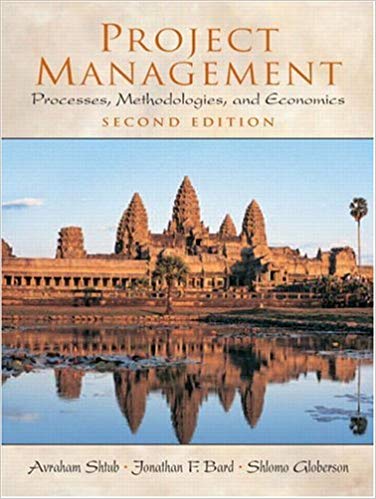 PROJECT
MANAGEMENT
Processes, Methodologies, and Economics
SECOND EDITION
Avraham Shtub • Jonathan F. Bard • Shlomo Globerson